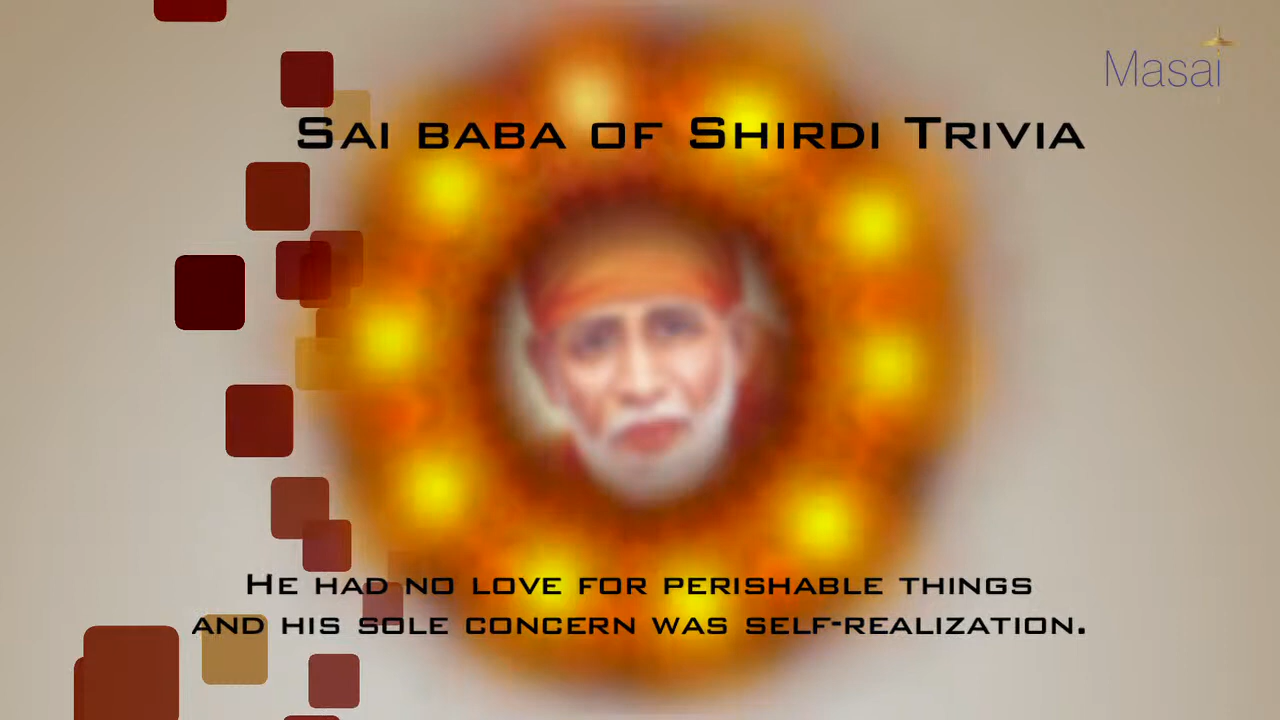 Masai
Sai baba of Shirdi Trivia
He had no love for perishable things
and his sole concern was self-realization.